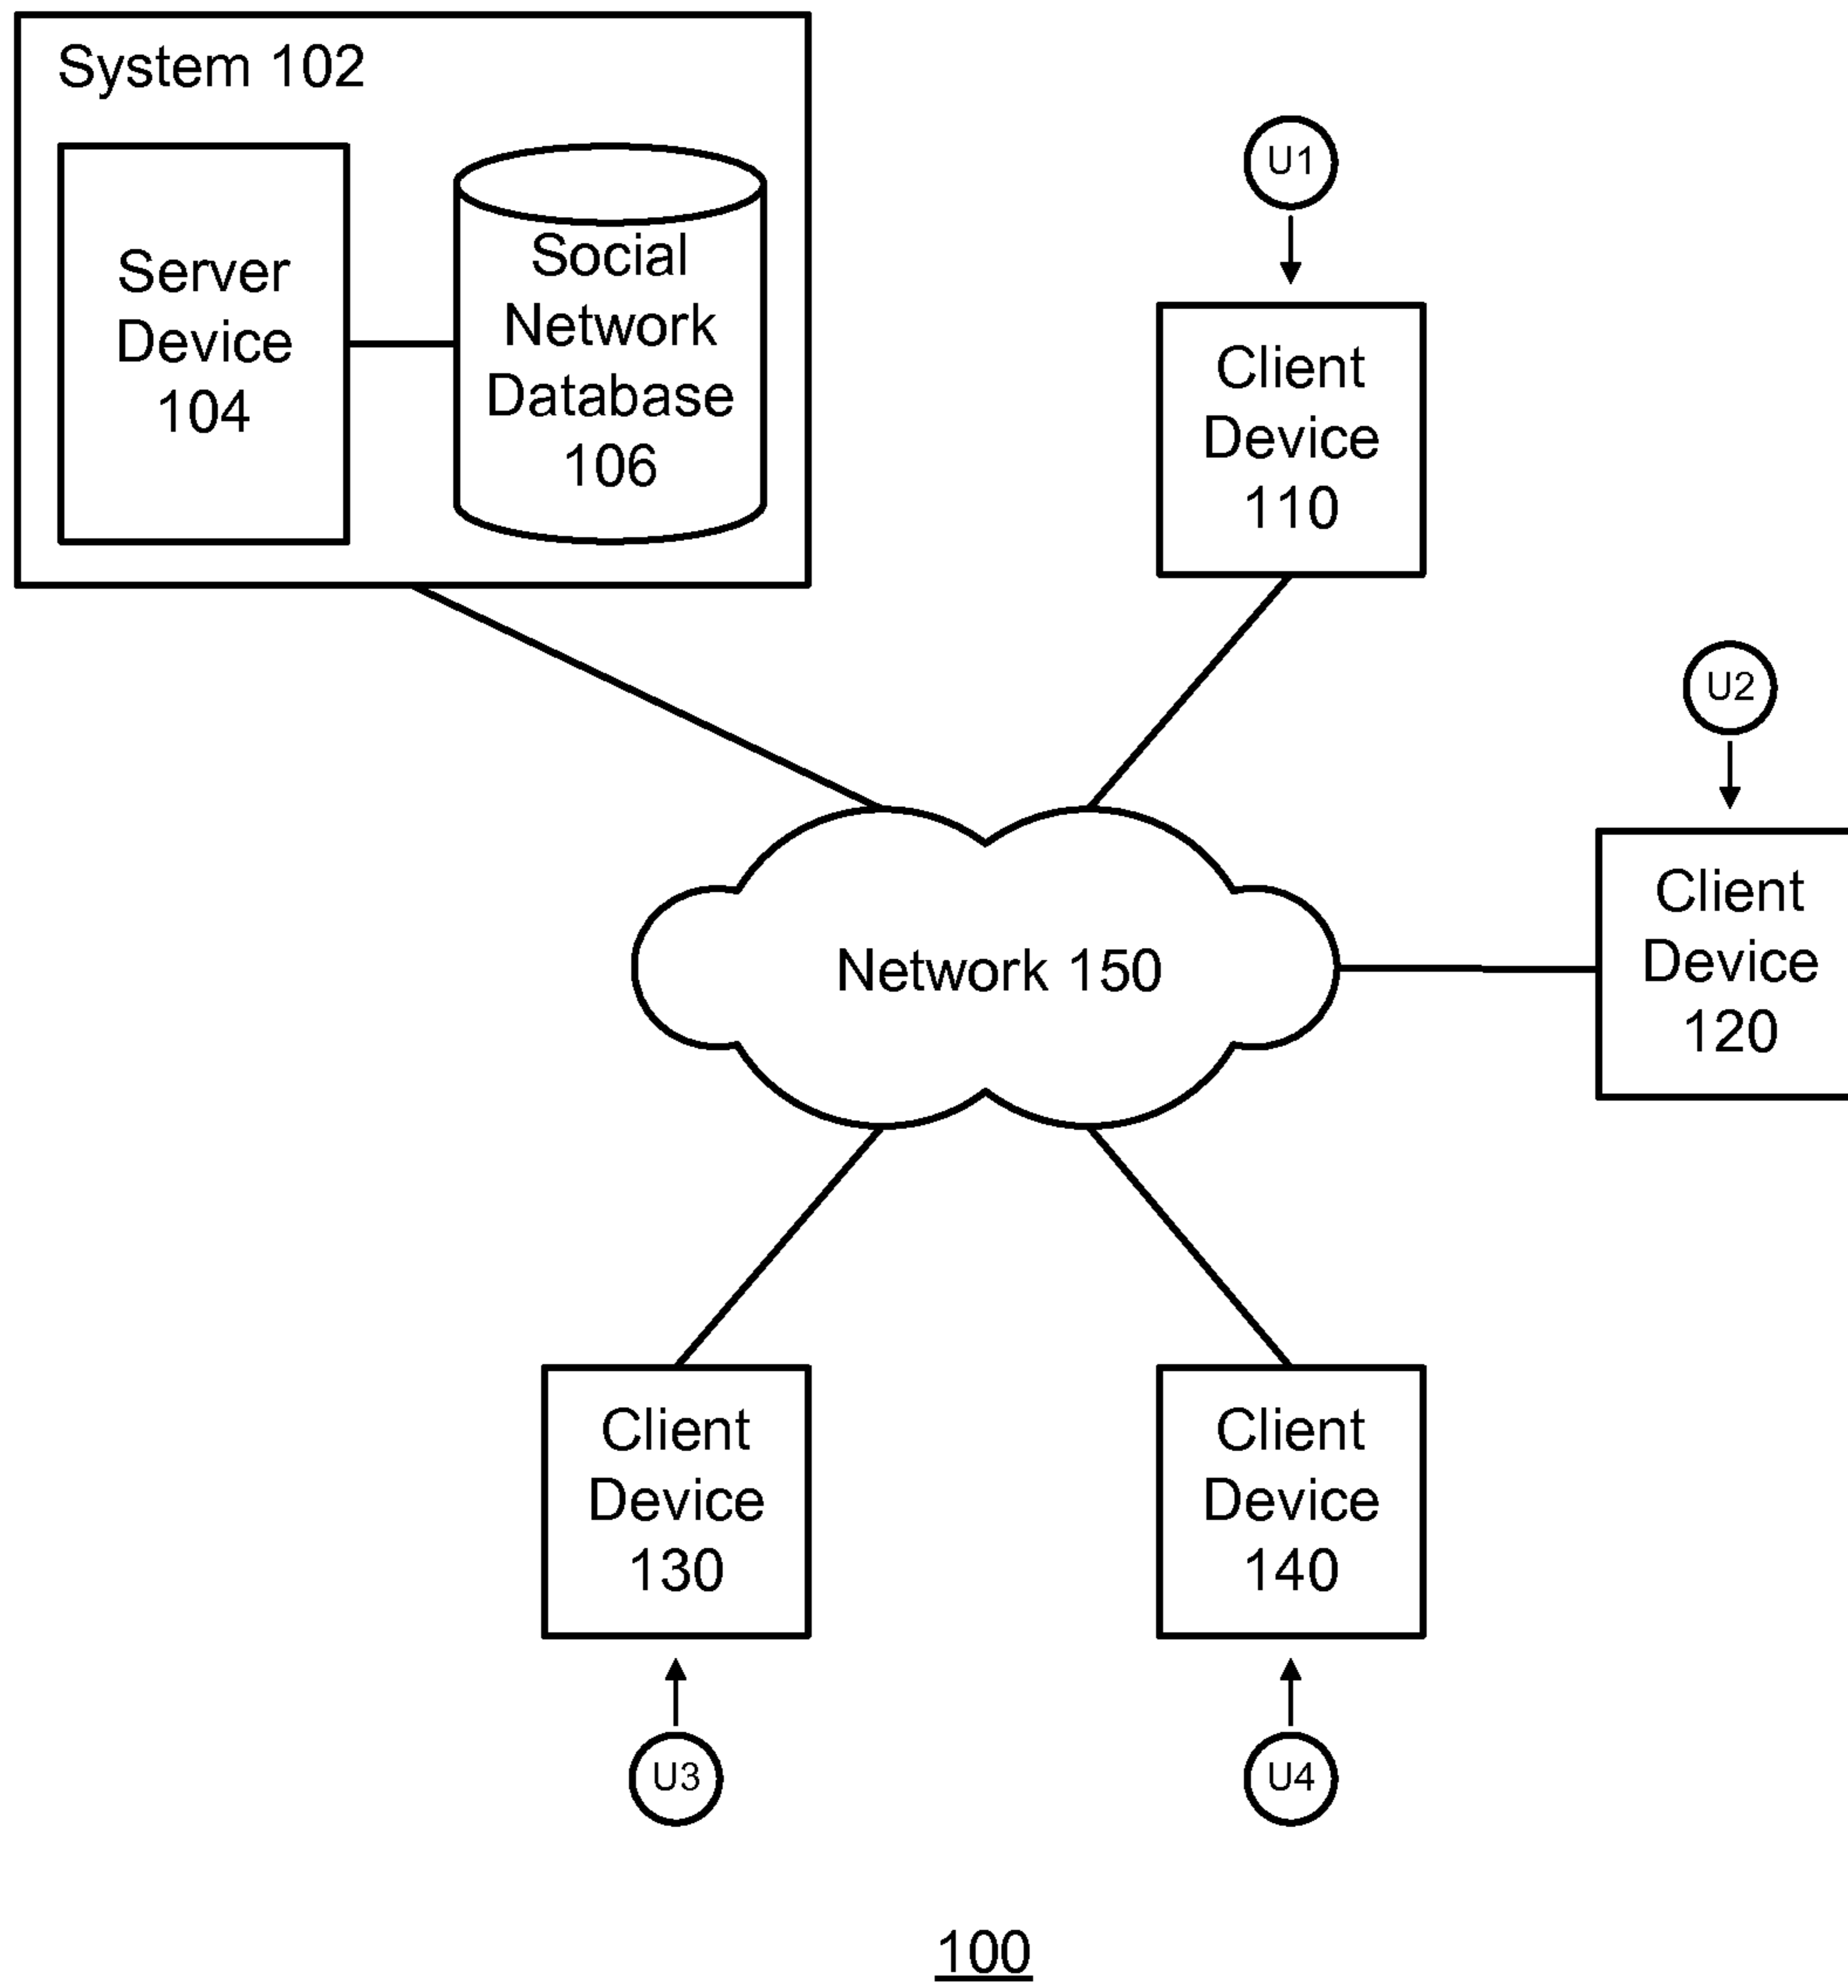 System 102
Server
Device
104
Social
Network
Database
106
U1
Client
Device
110
U2
Client
Device
120
Network 150
Client
Device
130
Client
Device
140
U3
U4
100